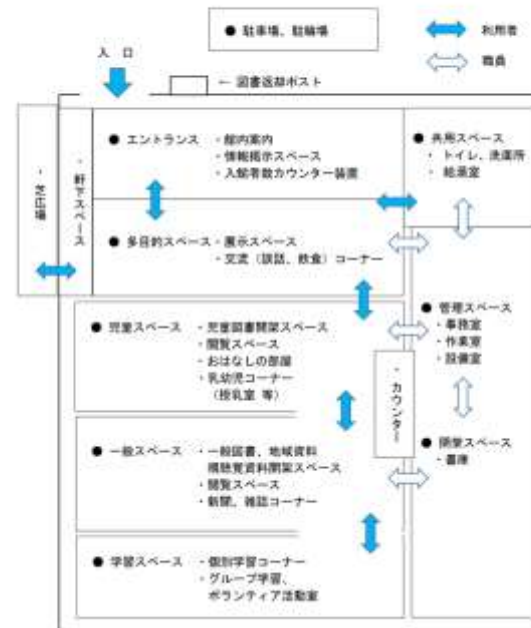 ● 駐車場、駐輪場
利用者
職員
入　口
← 図書返却ポスト
● エントランス　・館内案内
・情報掲示スペース
・入館者数カウンター装置
● 共用スペース
・トイレ、洗面所
・給湯室
・軒下スペース
● 多目的スペース・展示スペース
・交流（談話、飲食）コーナー
● 児童スペース　・児童図書開架スペース
・閲覧スペース
・おはなしの部屋
・乳幼児コーナー
（授乳室 等）
● 管理スペース
・事務室
・作業室
・設備室
・カウンター
● 一般スペース　・一般図書、地域資料
視聴覚資料開架スペース
・閲覧スペース
・新聞、雑誌コーナー
● 閉架スペース
・書庫
● 学習スペース　・個別学習コーナー
・グループ学習、
ボランティア活動室